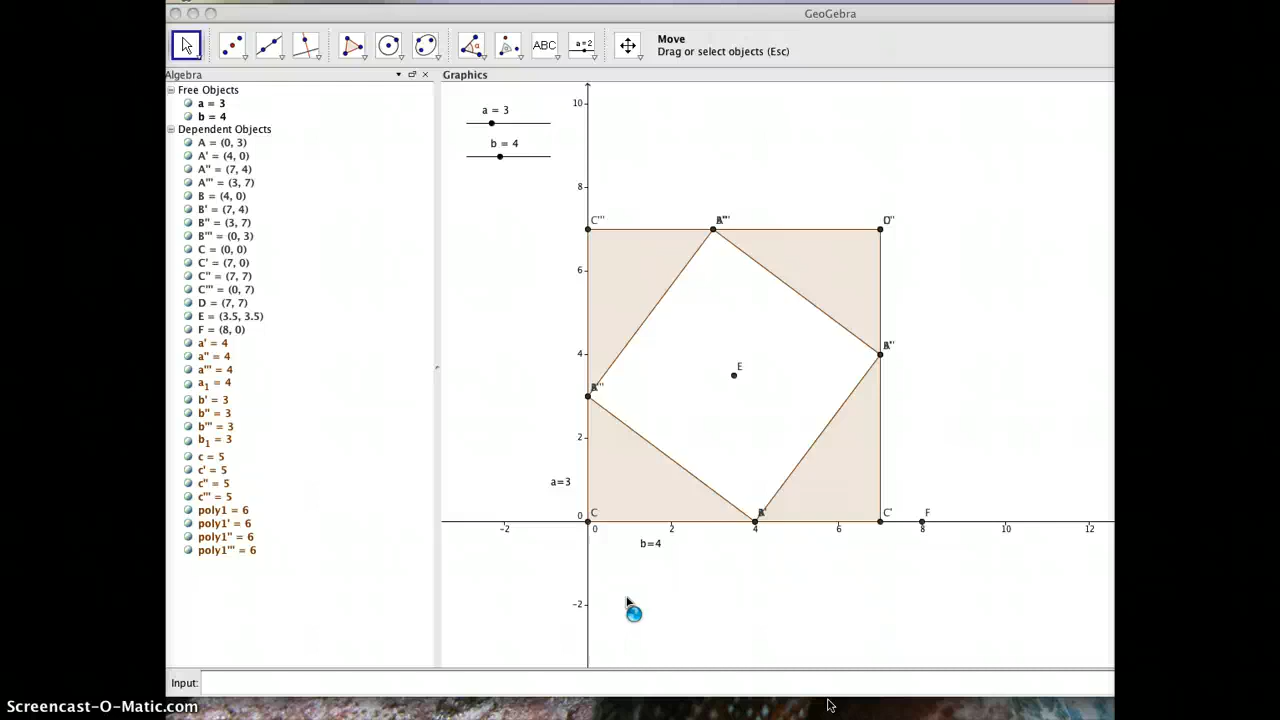 GeoGebra
ABC
a=2
Move
Drag or select objects (Esc)
Algebra
Graphics
Free Objects
a = 3
b = 4
Dependent Objects
A = (0, 3)
A' = (4, 0)
A'' = (7, 4)
A''' = (3, 7)
B = (4, 0)
B' = (7, 4)
B'' = (3, 7)
B''' = (0, 3)
C = (0, 0)
C' = (7, 0)
C'' = (7, 7)
C''' = (0, 7)
D = (7, 7)
E = (3.5, 3.5)
F = (8, 0)
a' = 4
a'' = 4
a''' = 4
a1 = 4
b' = 3
b'' = 3
b''' = 3
b1 = 3
c = 5
c' = 5
c'' = 5
c''' = 5
poly1 = 6
poly1' = 6
poly1'' = 6
poly1''' = 6
a = 3
b = 4
10
8
C'''
6
4
E
2
a=3
0
C
C'
F
-2
0
2
4
6
8
10
12
b=4
-2
Input:
Screencast-O-Matic.com